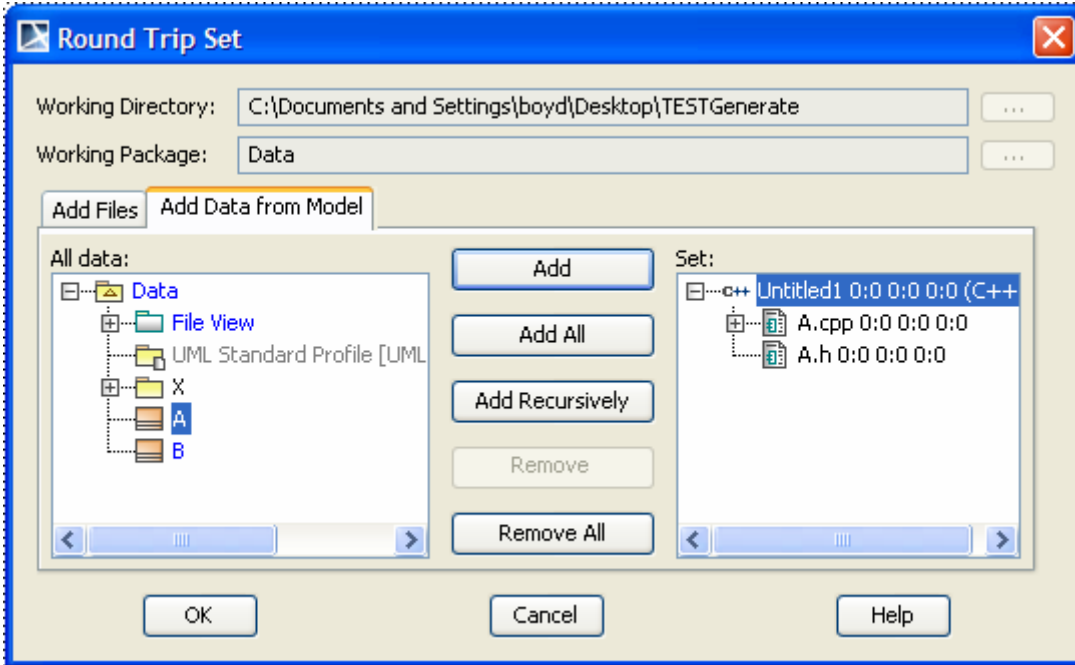 Round Trip Set
Working Directory: C:\Documents and Settings\boyd\Desktop\TESTGenerate ...
Working Package: Data ...
Add Files Add Data from Model
All data:
Data
File View
UML Standard Profile [UML
X
A
B
Add
Add All
Add Recursively
Remove
Remove All
Set:
C++ Untitled1 0:0 0:0 0:0 (C++
A.cpp 0:0 0:0 0:0
A.h 0:0 0:0 0:0
OK Cancel Help